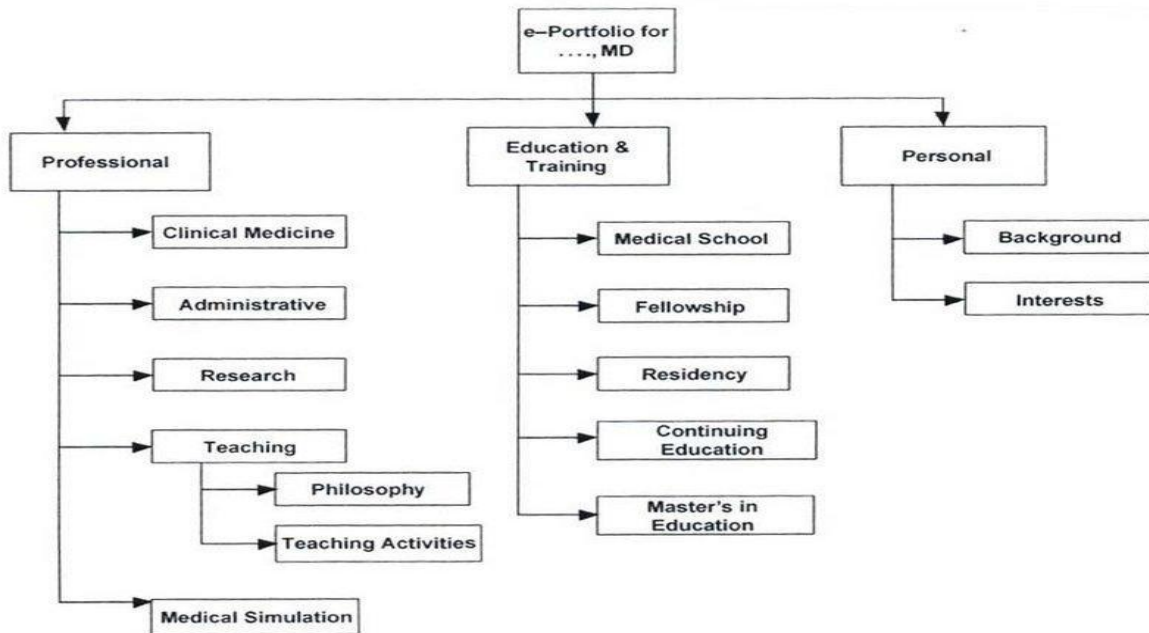 e–Portfolio for
...., MD
Professional
Education &
Training
Personal
Clinical Medicine
Administrative
Research
Teaching
Philosophy
Teaching Activities
Medical Simulation
Medical School
Fellowship
Residency
Continuing
Education
Master's in
Education
Background
Interests